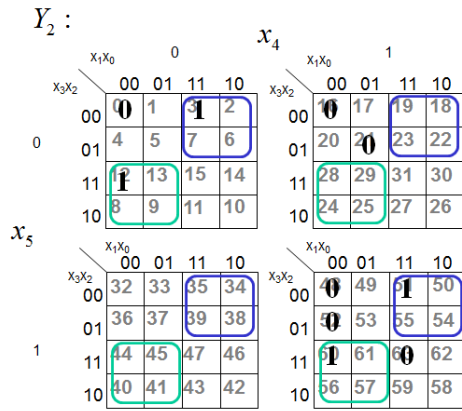 Y₂ :
0 x₄ 1
x₁x₀ x₁x₀
x₃x₂ 00 01 11 10 x₃x₂ 00 01 11 10
00 0 1 3 1 2 00 0 17 19 18
0 01 4 5 7 6 01 20 0 23 22
11 1 13 15 14 11 28 29 31 30
10 8 9 11 10 10 24 25 27 26
x₅
x₁x₀ x₁x₀
x₃x₂ 00 01 11 10 x₃x₂ 00 01 11 10
00 32 33 35 34 00 0 49 1 50
01 36 37 39 38 01 0 53 55 54
1 11 44 45 47 46 11 1 61 0 62
10 40 41 43 42 10 56 57 59 58